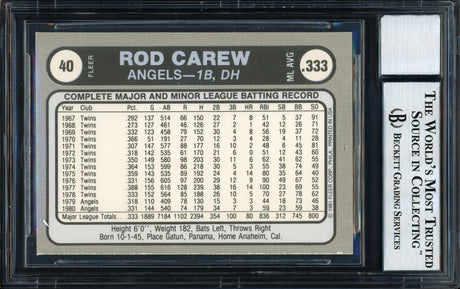 40
FLEER
ROD CAREW
ANGELS—1B, DH
ML AVG
.333
COMPLETE MAJOR AND MINOR LEAGUE BATTING RECORD
Year Club Pct. G AB R H 2B 3B HR RBI SB BB SO
1967 Twins .292 137 514 66 150 22 7 8 51 5 37 91
1968 Twins .273 127 461 46 126 27 2 1 42 12 26 71
1969 Twins .332 123 458 79 152 30 4 8 56 19 37 72
1970 Twins .366 51 191 27 70 12 3 4 28 4 11 28
1971 Twins .307 147 577 88 177 16 10 2 48 6 45 81
1972 Twins .318 142 535 61 170 21 6 0 51 12 43 60
1973 Twins .350 149 580 98 203 30 11 6 62 41 62 55
1974 Twins .364 153 599 86 218 30 5 3 55 38 74 49
1975 Twins .359 143 535 89 192 24 4 14 80 35 64 40
1976 Twins .331 156 605 97 200 29 12 9 90 49 67 52
1977 Twins .388 155 616 128 239 38 16 14 100 23 69 55
1978 Twins .333 152 564 85 188 26 10 5 70 27 78 62
1979 Angels .318 110 409 78 130 15 3 3 44 18 73 46
1980 Angels .331 144 540 74 179 34 7 3 59 23 59 38
Major League Totals .333 1889 7184 1102 2394 354 100 80 836 312 745 800
Height 6'0'', Weight 182, Bats Left, Throws Right
Born 10-1-45, Place Gatun, Panama, Home Anaheim, Cal.
© 1981 FLEER CORP. PHILA. PRINTED IN USA
THE WORLD'S MOST TRUSTED
SOURCE IN COLLECTING™
B
BECKETT GRADING SERVICES